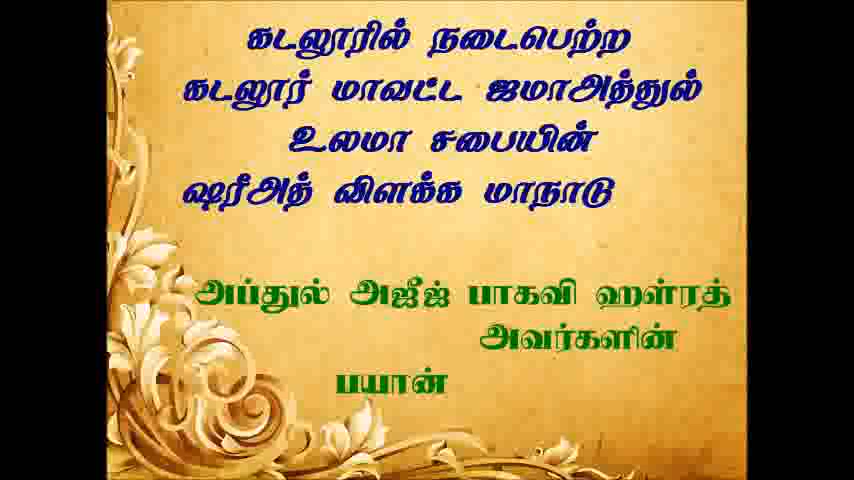 கடலூரில் நடைபெற்ற
கடலூர் மாவட்ட ஜமாஅத்துல்
உலமா சபையின்
ஷரீஅத் விளக்க மாநாடு
அப்துல் அஜீஜ் பாகவி ஹள்ரத்
அவர்களின்
பயான்